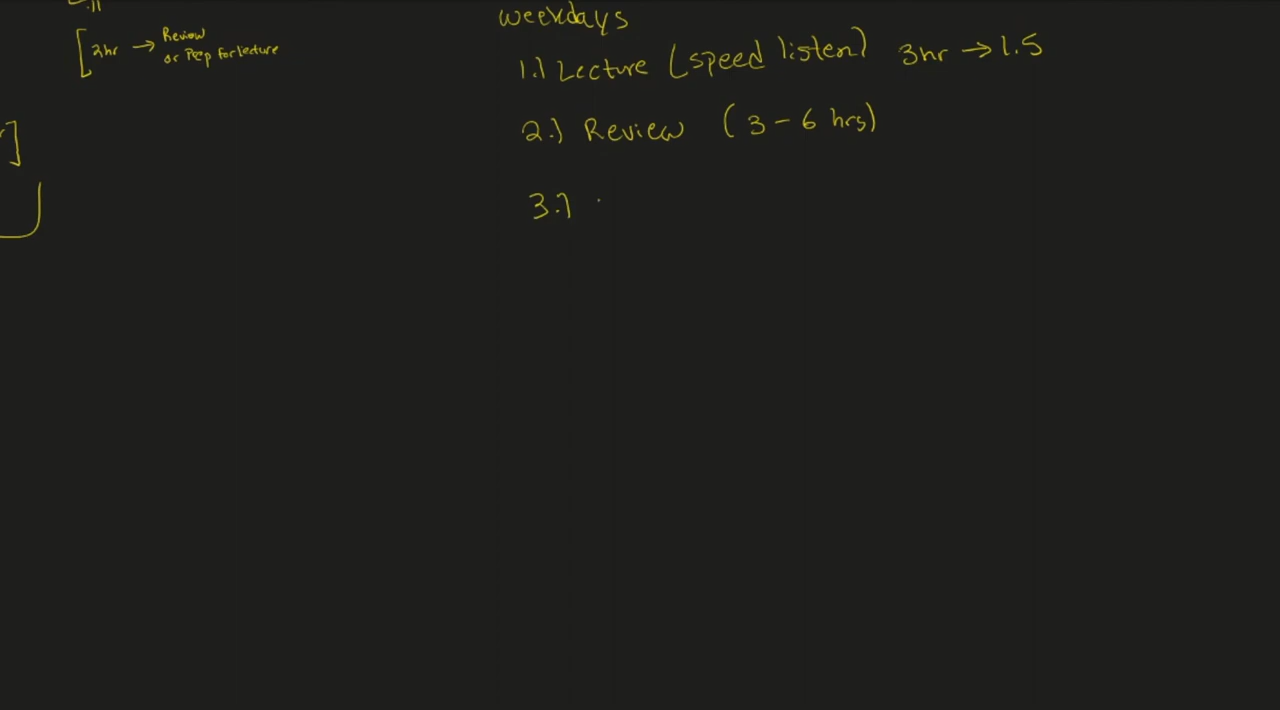 [2hr → Review
or Prep for lecture
]
weekdays
1.) Lecture (speed listen) 3hr → 1.5
2.) Review (3 - 6 hrs)
3.)